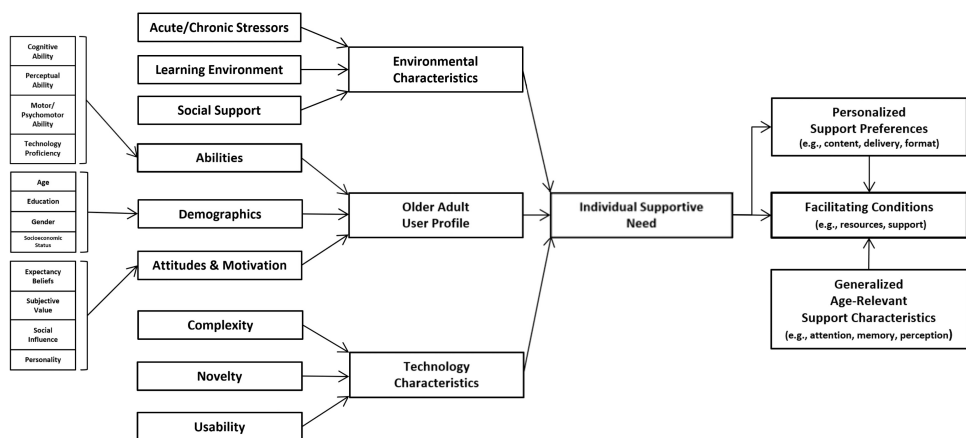 Cognitive
Ability
Perceptual
Ability
Motor/
Psychomotor
Ability
Technology
Proficiency
Age
Education
Gender
Socioeconomic
Status
Expectancy
Beliefs
Subjective
Value
Social
Influence
Personality
Acute/Chronic Stressors
Learning Environment
Social Support
Abilities
Demographics
Attitudes & Motivation
Complexity
Novelty
Usability
Environmental
Characteristics
Older Adult
User Profile
Technology
Characteristics
Individual Supportive
Need
Personalized
Support Preferences
(e.g., content, delivery, format)
Facilitating Conditions
(e.g., resources, support)
Generalized
Age-Relevant
Support Characteristics
(e.g., attention, memory, perception)